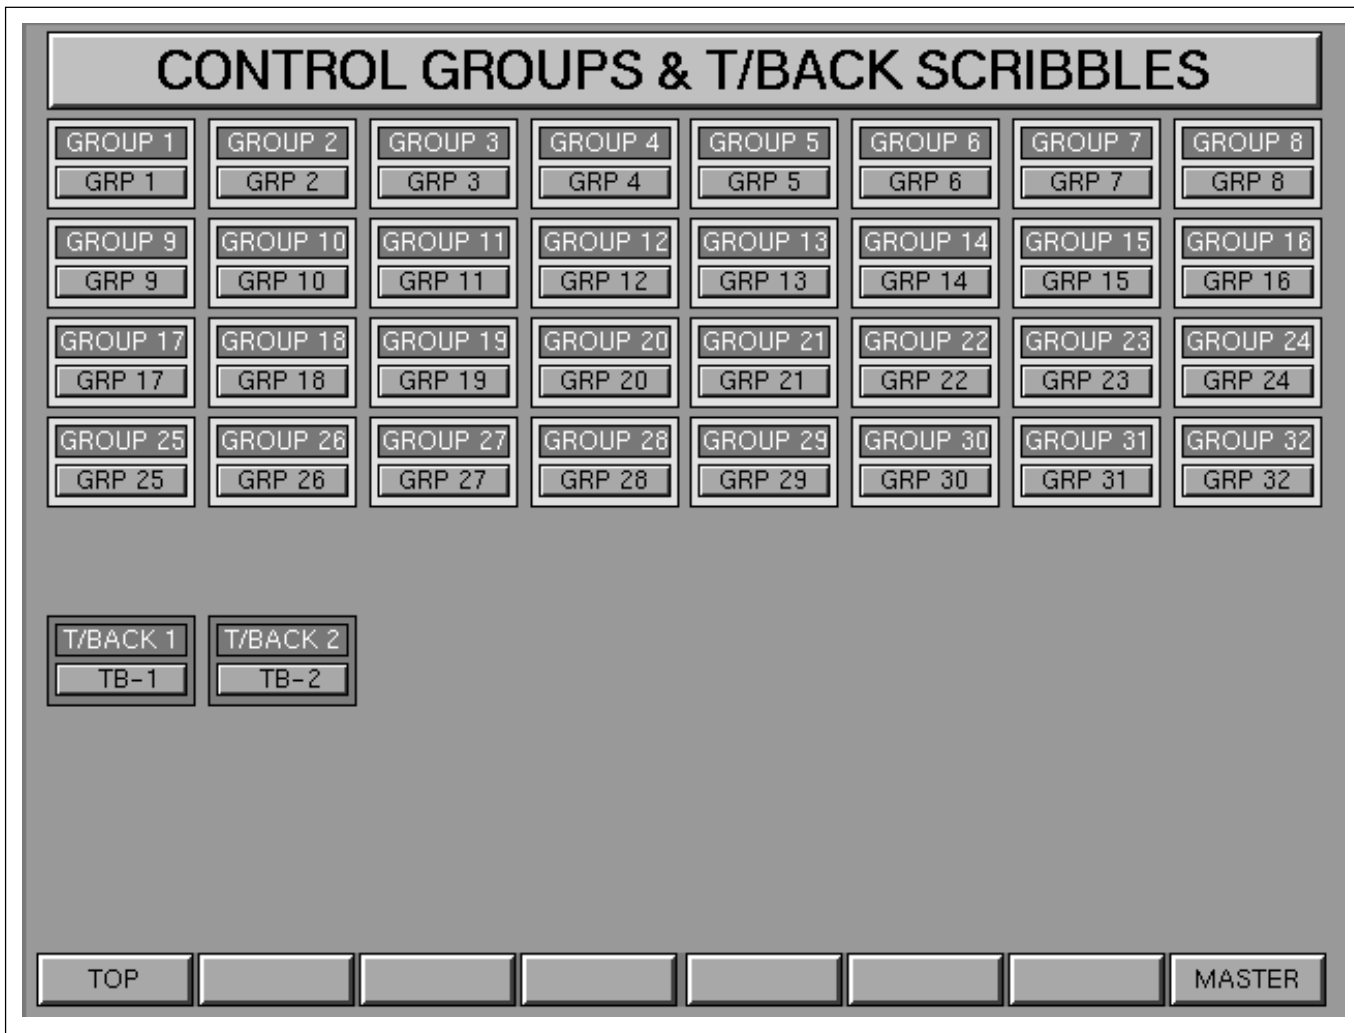 CONTROL GROUPS & T/BACK SCRIBBLES
GROUP 1 GROUP 2 GROUP 3 GROUP 4 GROUP 5 GROUP 6 GROUP 7 GROUP 8
GRP 1 GRP 2 GRP 3 GRP 4 GRP 5 GRP 6 GRP 7 GRP 8
GROUP 9 GROUP 10 GROUP 11 GROUP 12 GROUP 13 GROUP 14 GROUP 15 GROUP 16
GRP 9 GRP 10 GRP 11 GRP 12 GRP 13 GRP 14 GRP 15 GRP 16
GROUP 17 GROUP 18 GROUP 19 GROUP 20 GROUP 21 GROUP 22 GROUP 23 GROUP 24
GRP 17 GRP 18 GRP 19 GRP 20 GRP 21 GRP 22 GRP 23 GRP 24
GROUP 25 GROUP 26 GROUP 27 GROUP 28 GROUP 29 GROUP 30 GROUP 31 GROUP 32
GRP 25 GRP 26 GRP 27 GRP 28 GRP 29 GRP 30 GRP 31 GRP 32
T/BACK 1 T/BACK 2
TB-1 TB-2
TOP MASTER